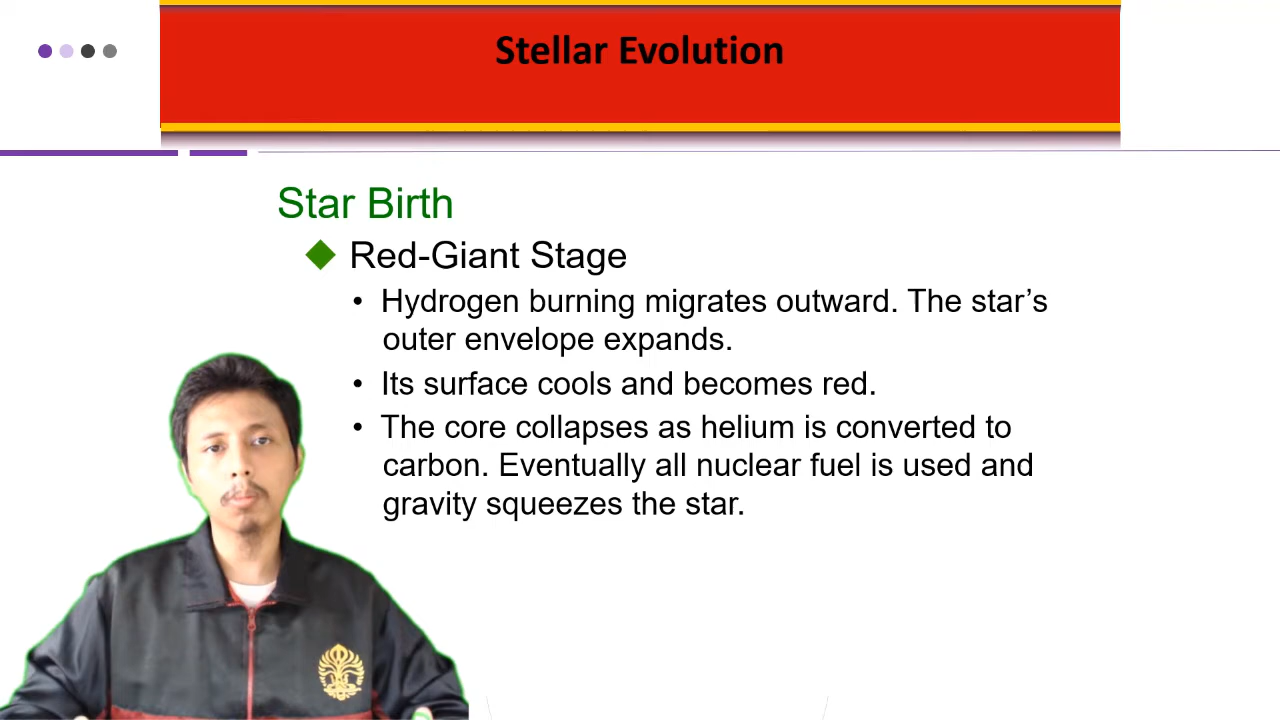 Stellar Evolution
Star Birth
Red-Giant Stage
• Hydrogen burning migrates outward. The star’s
outer envelope expands.
• Its surface cools and becomes red.
• The core collapses as helium is converted to
carbon. Eventually all nuclear fuel is used and
gravity squeezes the star.